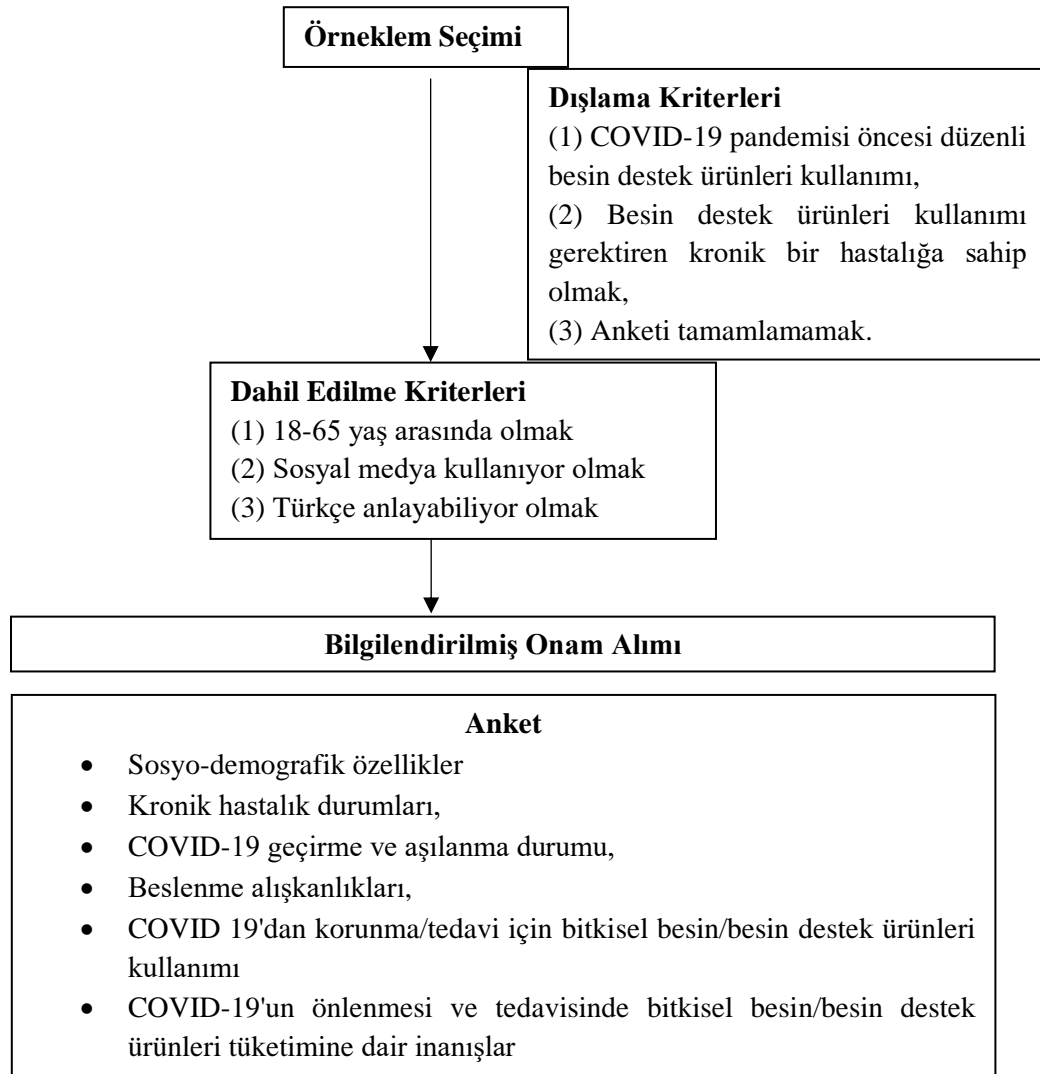 Örneklem Seçimi
Dışlama Kriterleri
(1) COVID-19 pandemisi öncesi düzenli
besin destek ürünleri kullanımı,
(2) Besin destek ürünleri kullanımı
gerektiren kronik bir hastalığa sahip
olmak,
(3) Anketi tamamlamamak.
Dahil Edilme Kriterleri
(1) 18-65 yaş arasında olmak
(2) Sosyal medya kullanıyor olmak
(3) Türkçe anlayabiliyor olmak
Bilgilendirilmiş Onam Alımı
Anket
• Sosyo-demografik özellikler
• Kronik hastalık durumları,
• COVID-19 geçirme ve aşılanma durumu,
• Beslenme alışkanlıkları,
• COVID 19'dan korunma/tedavi için bitkisel besin/besin destek ürünleri
kullanımı
• COVID-19'un önlenmesi ve tedavisinde bitkisel besin/besin destek
ürünleri tüketimine dair inanışlar